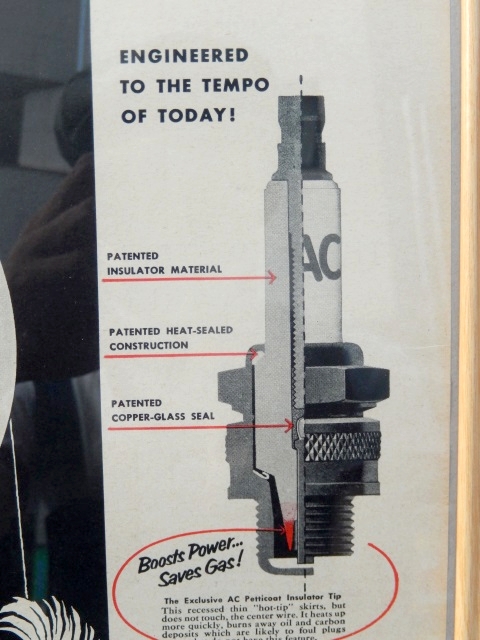 ENGINEERED
TO THE TEMPO
OF TODAY!
AC
PATENTED
INSULATOR MATERIAL
PATENTED HEAT-SEALED
CONSTRUCTION
PATENTED
COPPER-GLASS SEAL
Boosts Power...
Saves Gas!
The Exclusive AC Petticoat Insulator Tip
This recessed thin "hot-tip" skirts, but
does not touch, the center wire. It heats up
more quickly, burns away oil and carbon
deposits which are likely to foul plugs
have this feature.